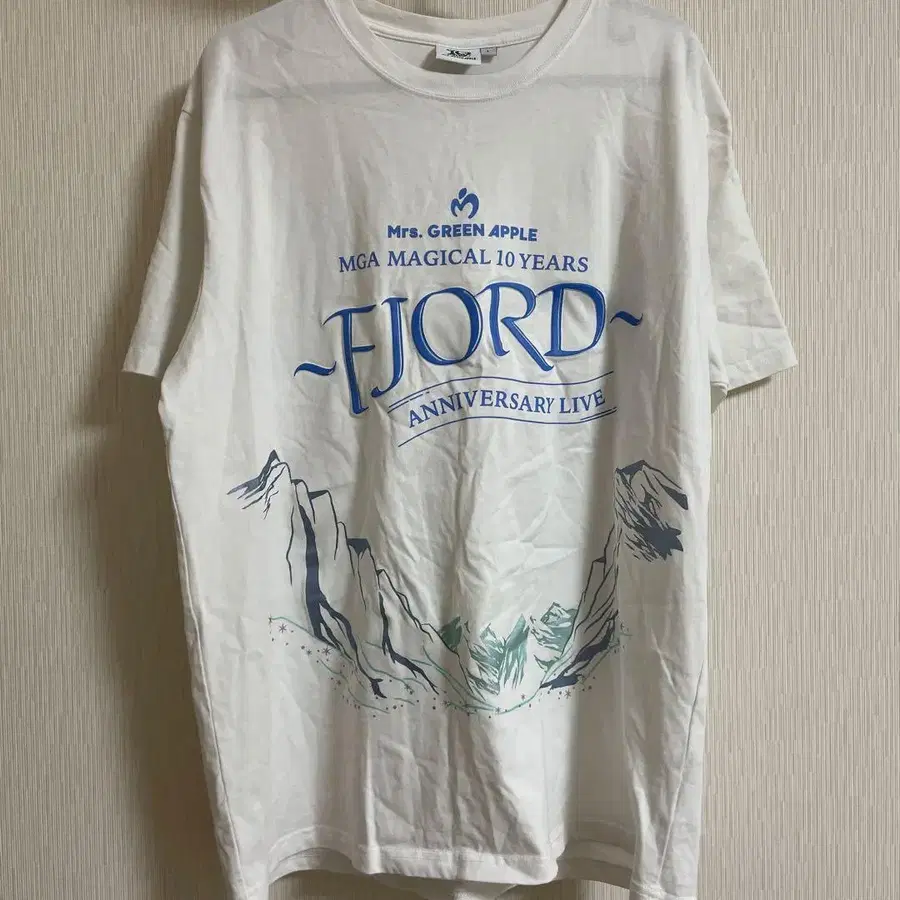 Mrs. GREEN APPLE
MGA MAGICAL 10 YEARS
~FJORD~
ANNIVERSARY LIVE